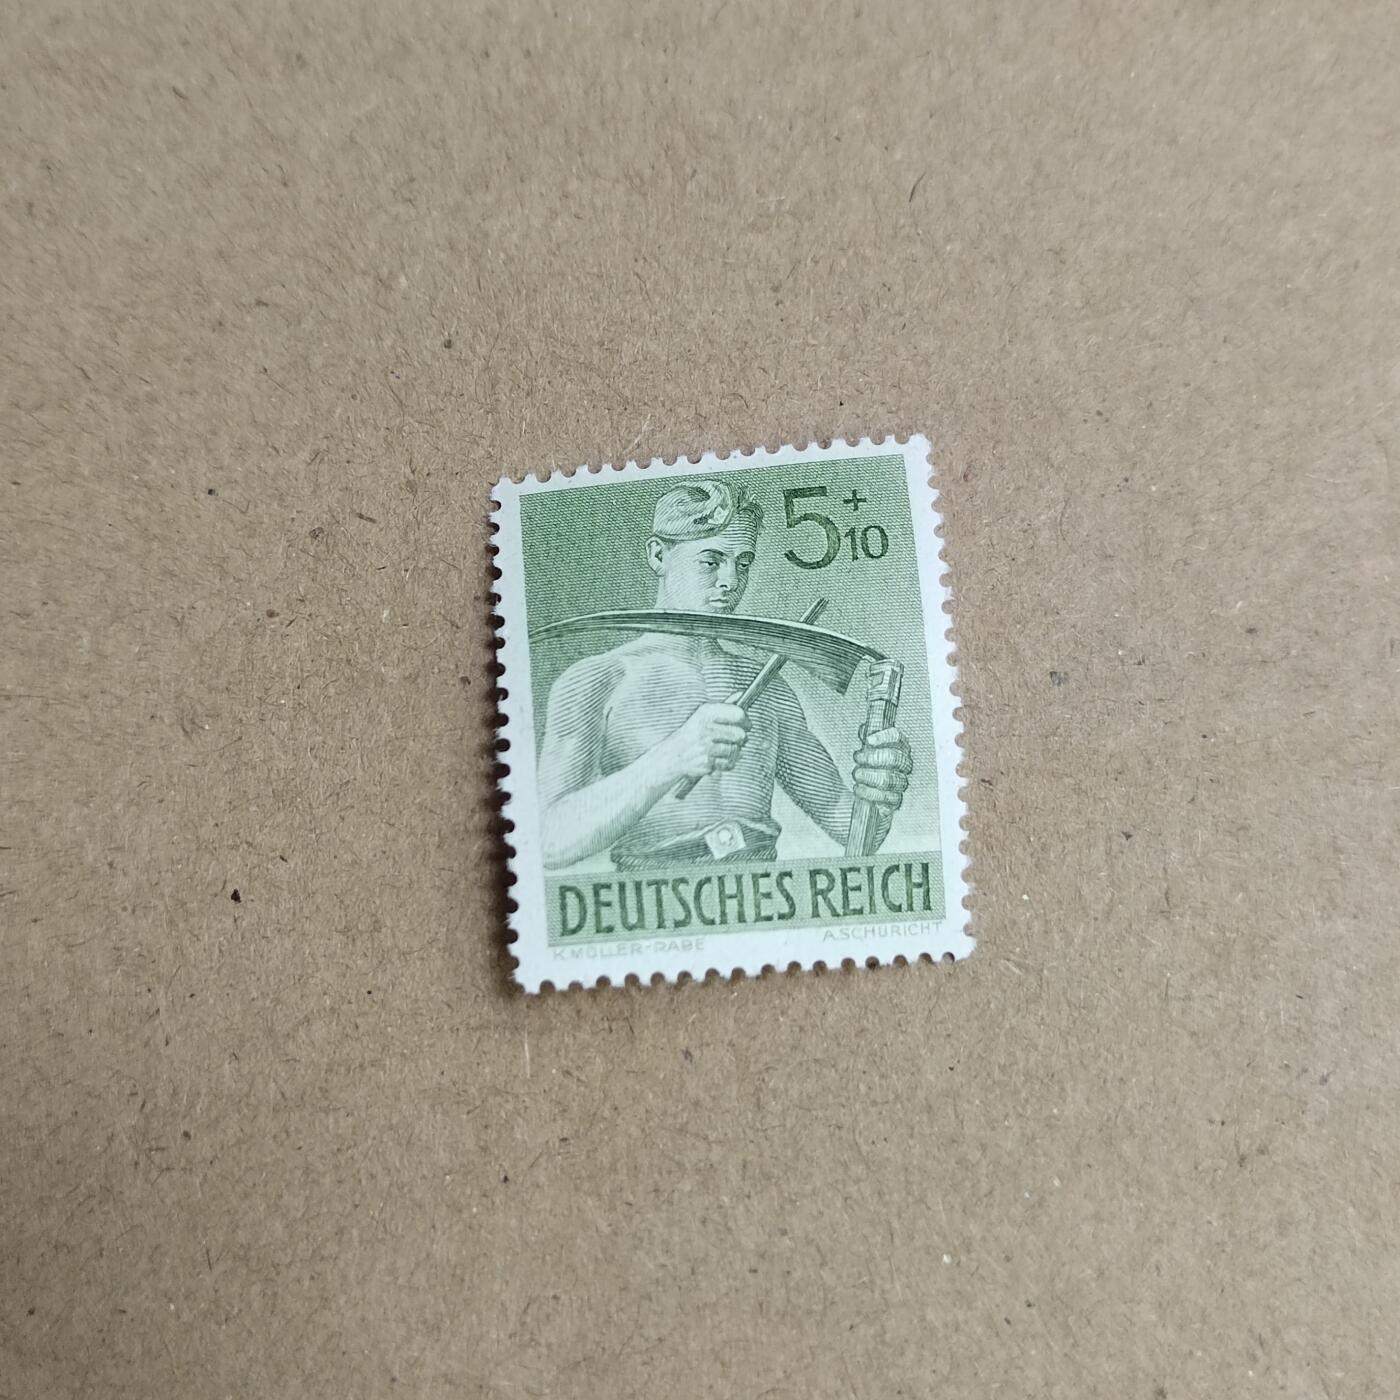 5+10
DEUTSCHES REICH
K.MÖLLER-RABE
A.SCHURICHT